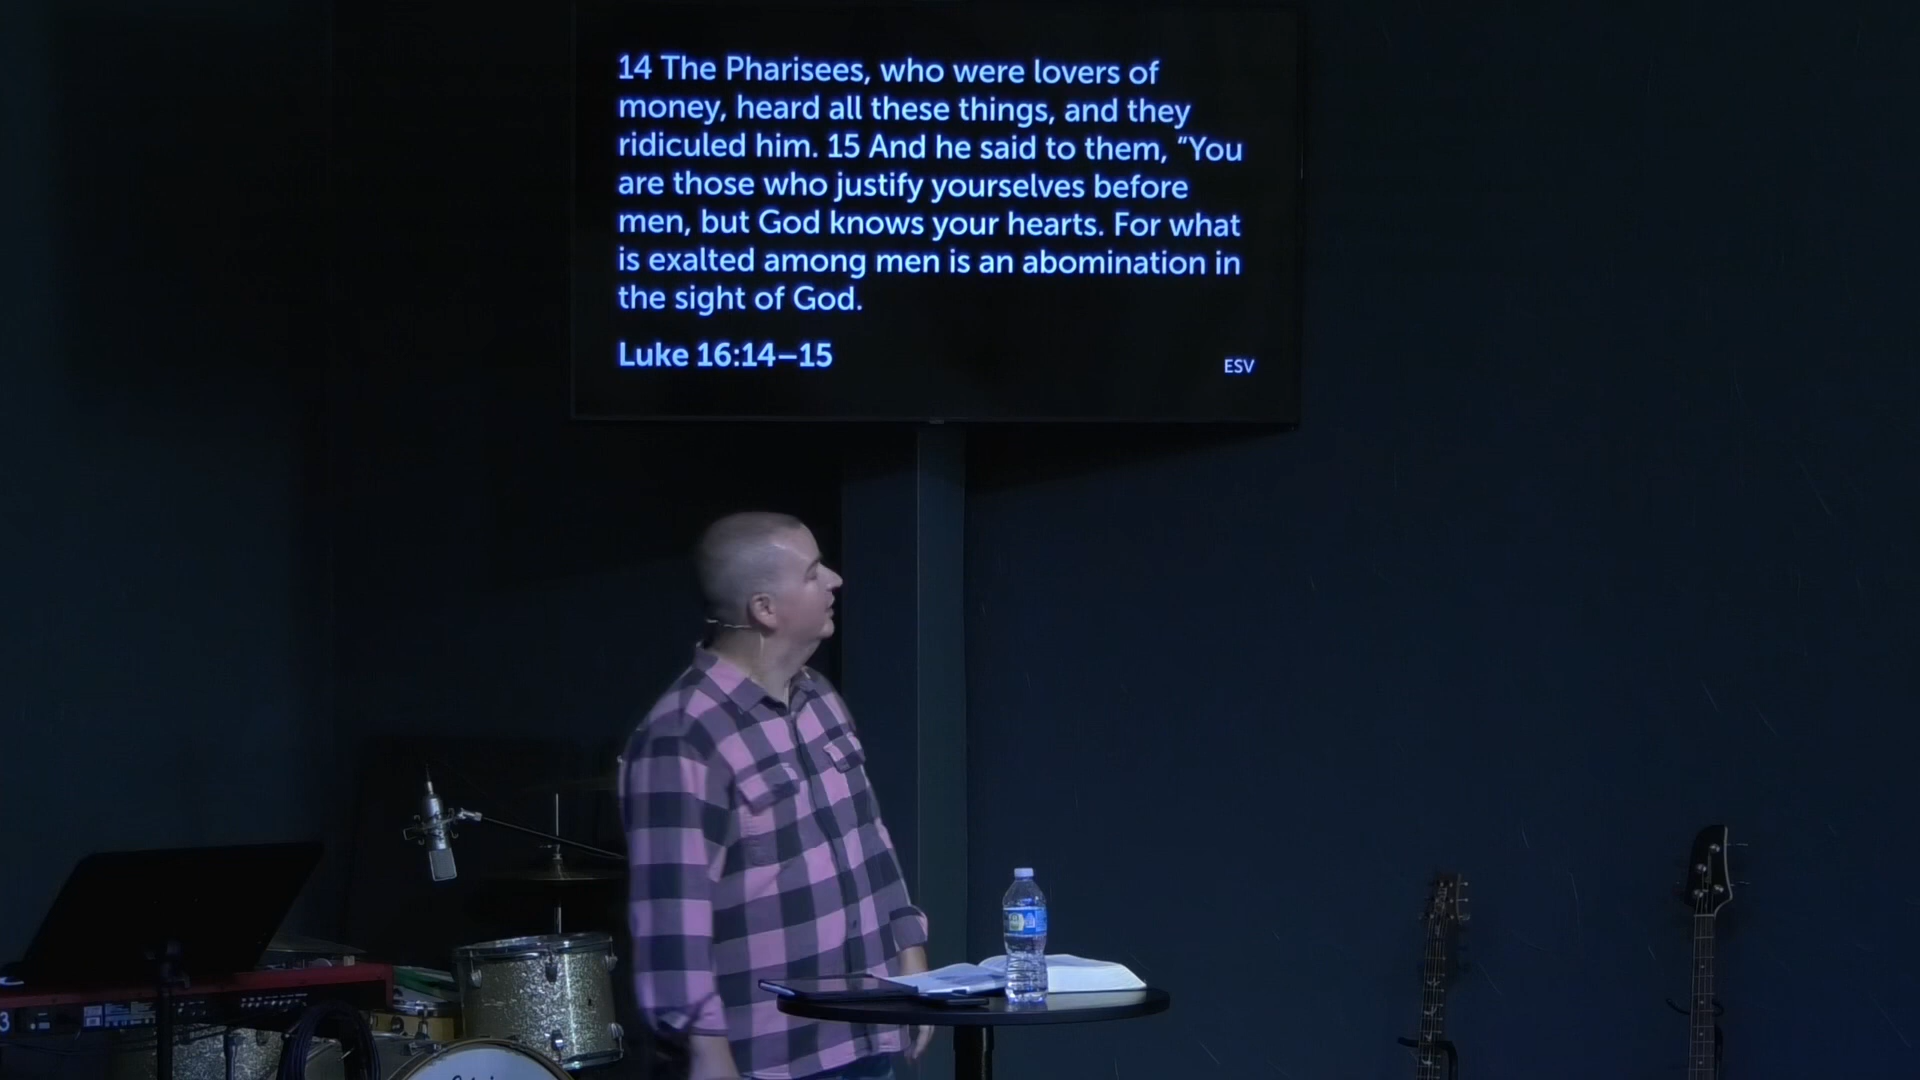 14 The Pharisees, who were lovers of
money, heard all these things, and they
ridiculed him. 15 And he said to them, “You
are those who justify yourselves before
men, but God knows your hearts. For what
is exalted among men is an abomination in
the sight of God.
Luke 16:14–15
ESV
3